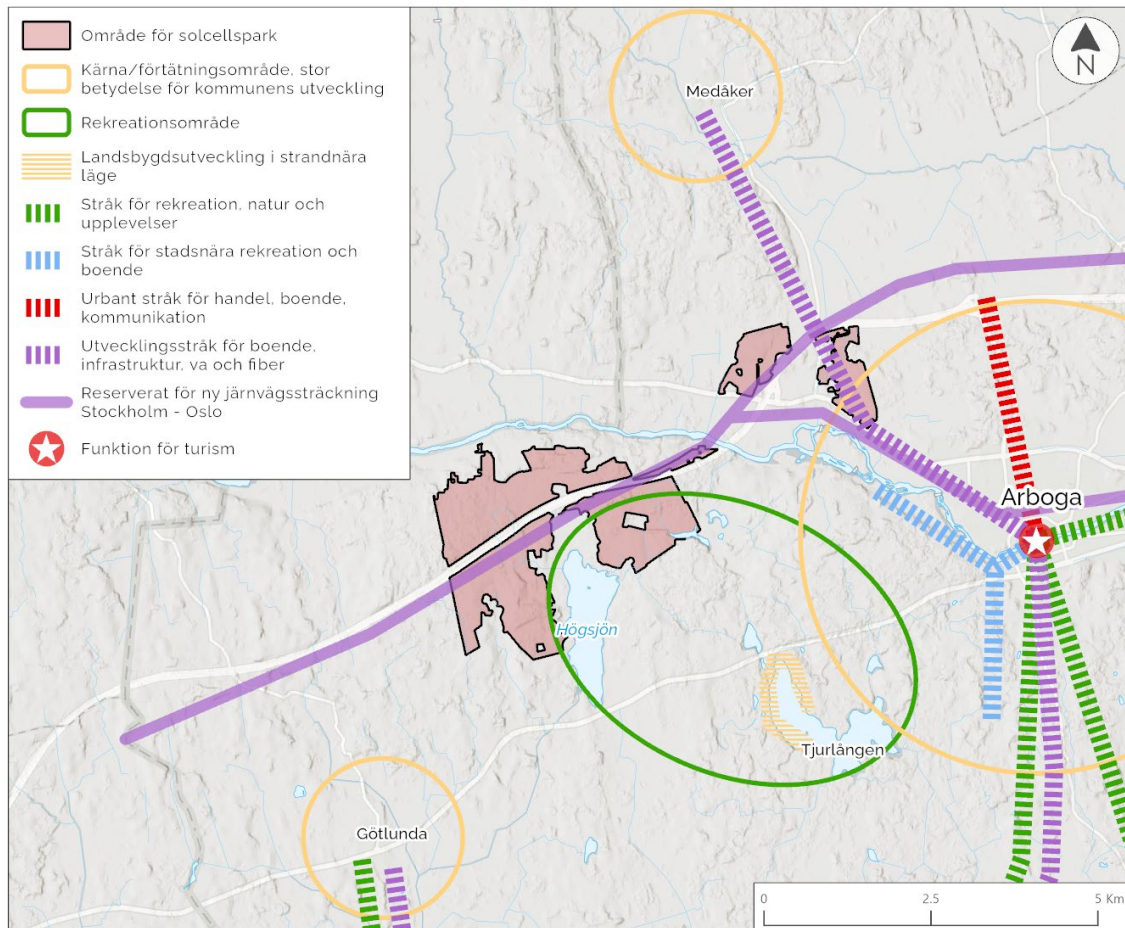 Område för solcellspark
Kärna/förtätningsområde, stor
betydelse för kommunens utveckling
Rekreationsområde
Landsbygdsutveckling i strandnära
läge
Stråk för rekreation, natur och
upplevelser
Stråk för stadsnära rekreation och
boende
Urbant stråk för handel, boende,
kommunikation
Utvecklingsstråk för boende,
infrastruktur, va och fiber
Reserverat för ny järnvägssträckning
Stockholm - Oslo
Funktion för turism
N
Medåker
Arboga
Högsjön
Tjurlången
Götlunda
0 2.5 5 Km